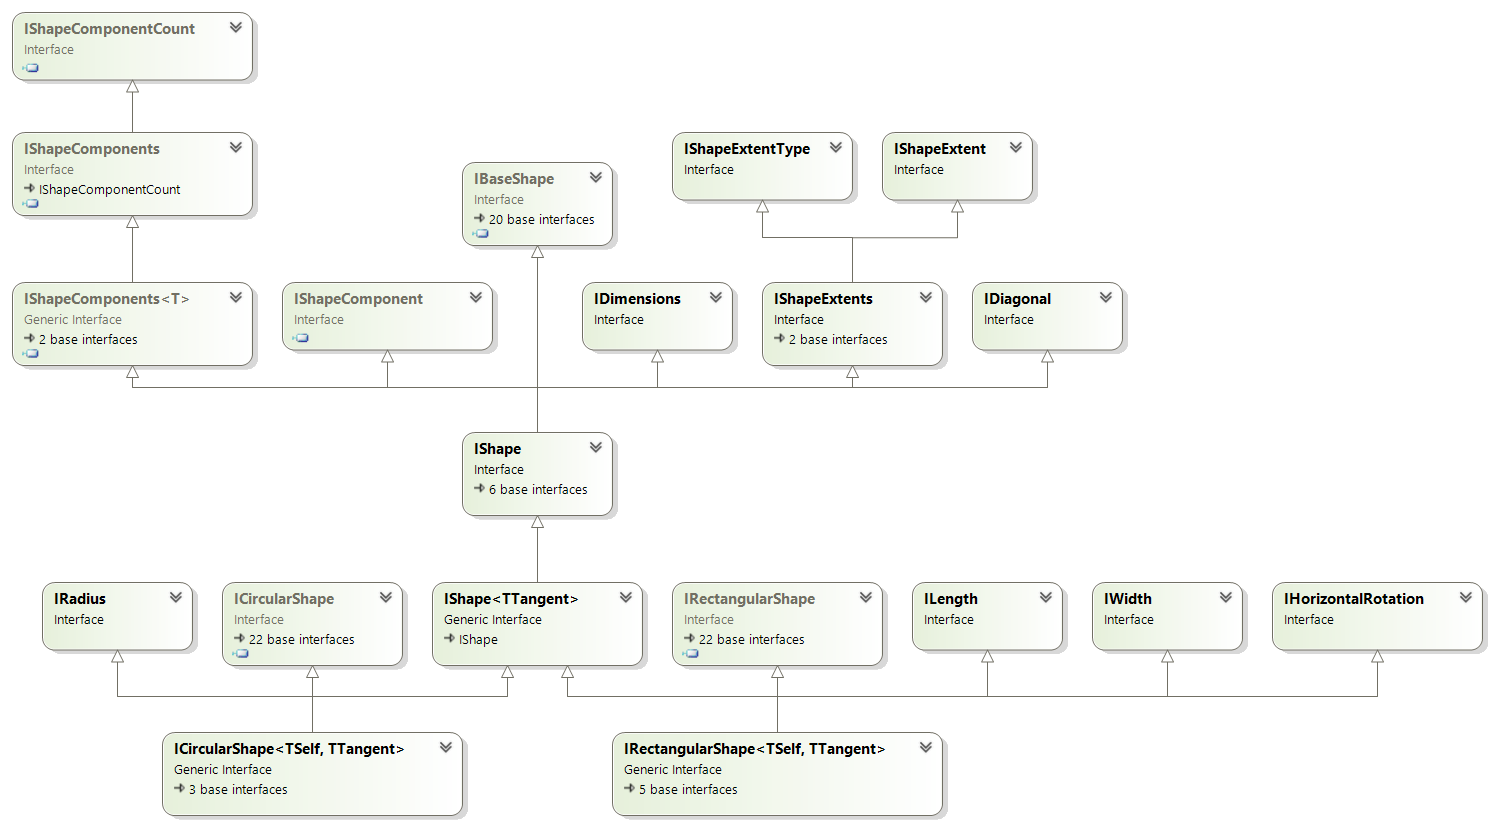 IShapeComponentCount
Interface
IShapeComponents
Interface
IShapeComponentCount
IBaseShape
Interface
20 base interfaces
IShapeExtentType
Interface
IShapeExtent
Interface
IShapeComponents<T>
Generic Interface
2 base interfaces
IShapeComponent
Interface
IDimensions
Interface
IShapeExtents
Interface
2 base interfaces
IDiagonal
Interface
IShape
Interface
6 base interfaces
IRadius
Interface
ICircularShape
Interface
22 base interfaces
IShape<TTangent>
Generic Interface
IShape
IRectangularShape
Interface
22 base interfaces
ILength
Interface
IWidth
Interface
IHorizontalRotation
Interface
ICircularShape<TSelf, TTangent>
Generic Interface
3 base interfaces
IRectangularShape<TSelf, TTangent>
Generic Interface
5 base interfaces